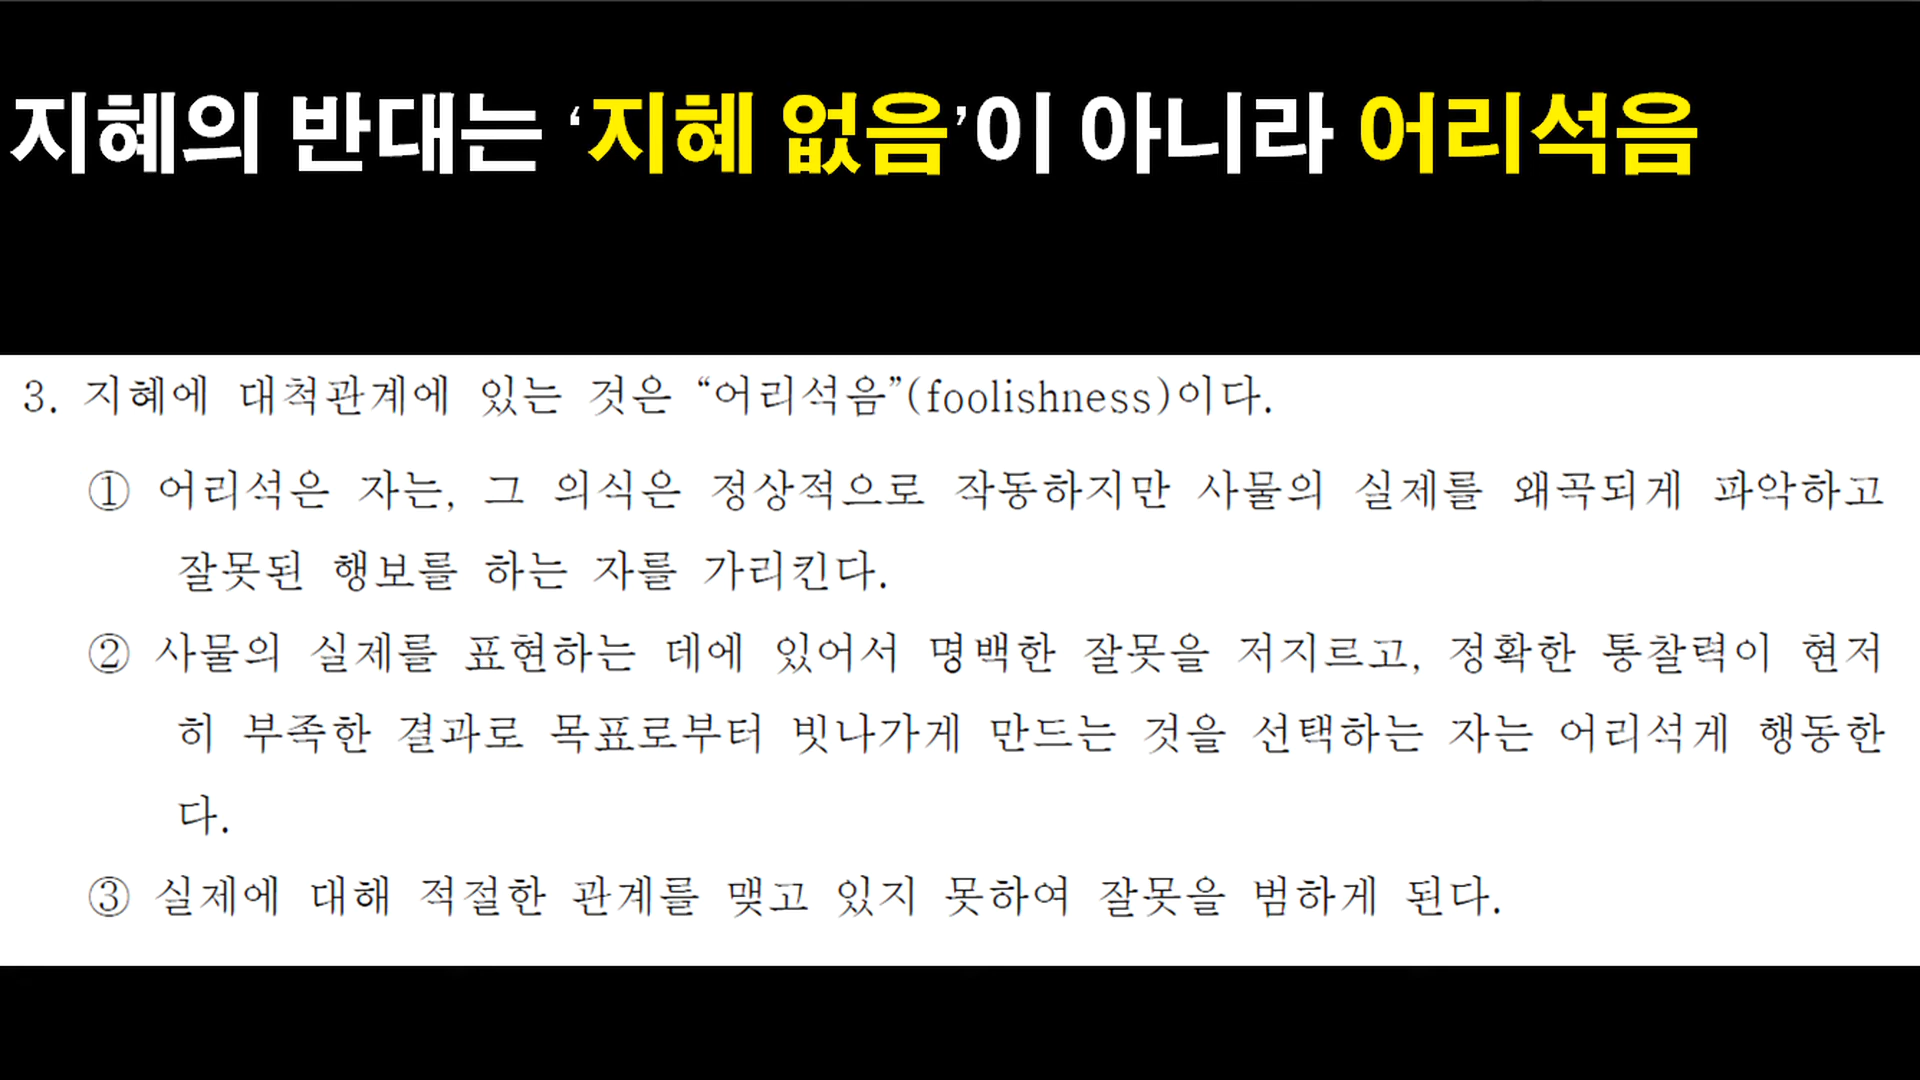 지혜의 반대는 ‘지혜 없음’이 아니라 어리석음
3. 지혜에 대척관계에 있는 것은 “어리석음”(foolishness)이다.
① 어리석은 자는, 그 의식은 정상적으로 작동하지만 사물의 실제를 왜곡되게 파악하고
잘못된 행보를 하는 자를 가리킨다.
② 사물의 실제를 표현하는 데에 있어서 명백한 잘못을 저지르고, 정확한 통찰력이 현저
히 부족한 결과로 목표로부터 빗나가게 만드는 것을 선택하는 자는 어리석게 행동한
다.
③ 실제에 대해 적절한 관계를 맺고 있지 못하여 잘못을 범하게 된다.